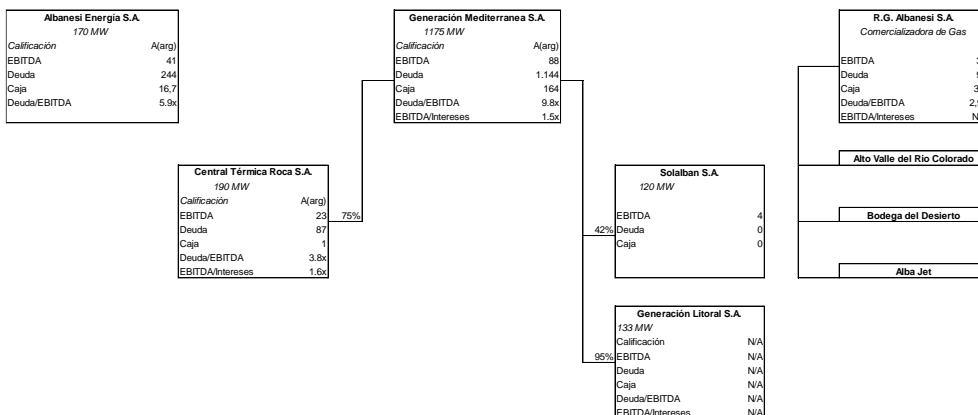 Albanesi Energía S.A.
170 MW
Calificación A(arg)
EBITDA 41
Deuda 244
Caja 16,7
Deuda/EBITDA 5.9x
Generación Mediterranea S.A.
1175 MW
Calificación A(arg)
EBITDA 88
Deuda 1.144
Caja 164
Deuda/EBITDA 9.8x
EBITDA/Intereses 1.5x
R.G. Albanesi S.A.
Comercializadora de Gas
EBITDA
Deuda
Caja
Deuda/EBITDA
EBITDA/Intereses
Central Térmica Roca S.A.
190 MW
Calificación A(arg)
EBITDA 23
Deuda 87
Caja 1
Deuda/EBITDA 3.8x
EBITDA/Intereses 1.6x
75%
Solalban S.A.
120 MW
EBITDA 4
42% Deuda 0
Caja 0
Alto Valle del Río Colorado
Bodega del Desierto
Alba Jet
Generación Litoral S.A.
133 MW
Calificación N/A
95% EBITDA N/A
Deuda N/A
Caja N/A
Deuda/EBITDA N/A
EBITDA/Intereses N/A